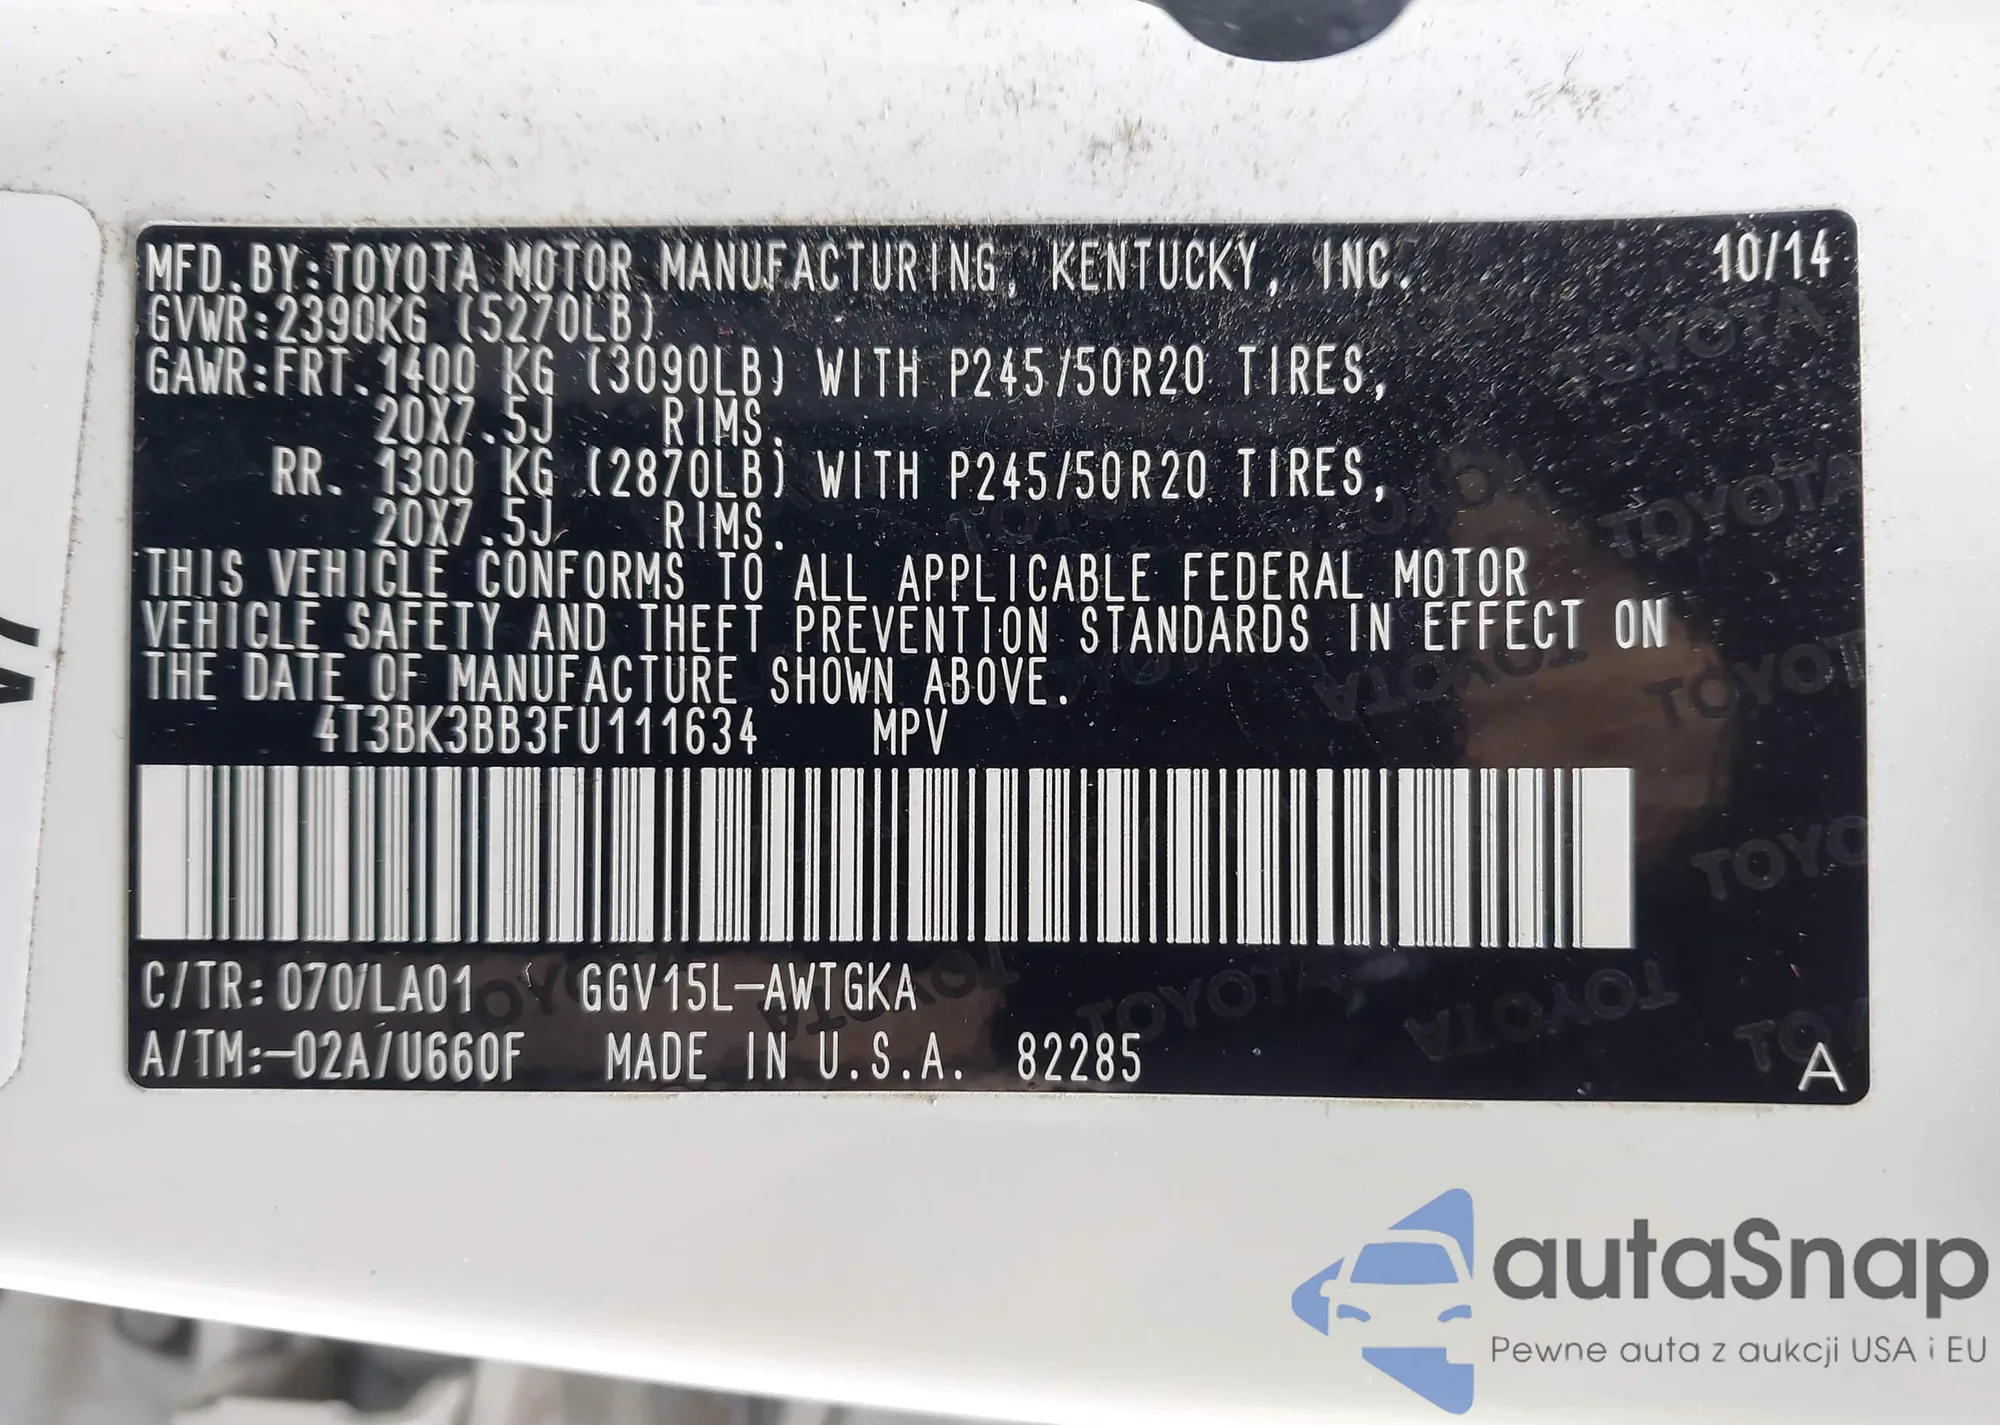 MFD. BY: TOYOTA MOTOR MANUFACTURING, KENTUCKY, INC. 10/14
GVWR: 2390KG (5270LB)
GAWR: FRT. 1400 KG (3090LB) WITH P245/50R20 TIRES,
20X7.5J RIMS.
RR. 1300 KG (2870LB) WITH P245/50R20 TIRES,
20X7.5J RIMS.
THIS VEHICLE CONFORMS TO ALL APPLICABLE FEDERAL MOTOR
VEHICLE SAFETY AND THEFT PREVENTION STANDARDS IN EFFECT ON
THE DATE OF MANUFACTURE SHOWN ABOVE.
4T3BK3BB3FU111634 MPV
C/TR: 070/LA01 GGV15L-AWTGKA
A/TM:-02A/U660F MADE IN U.S.A. 82285
A
autaSnap
Pewne auta z aukcji USA i EU